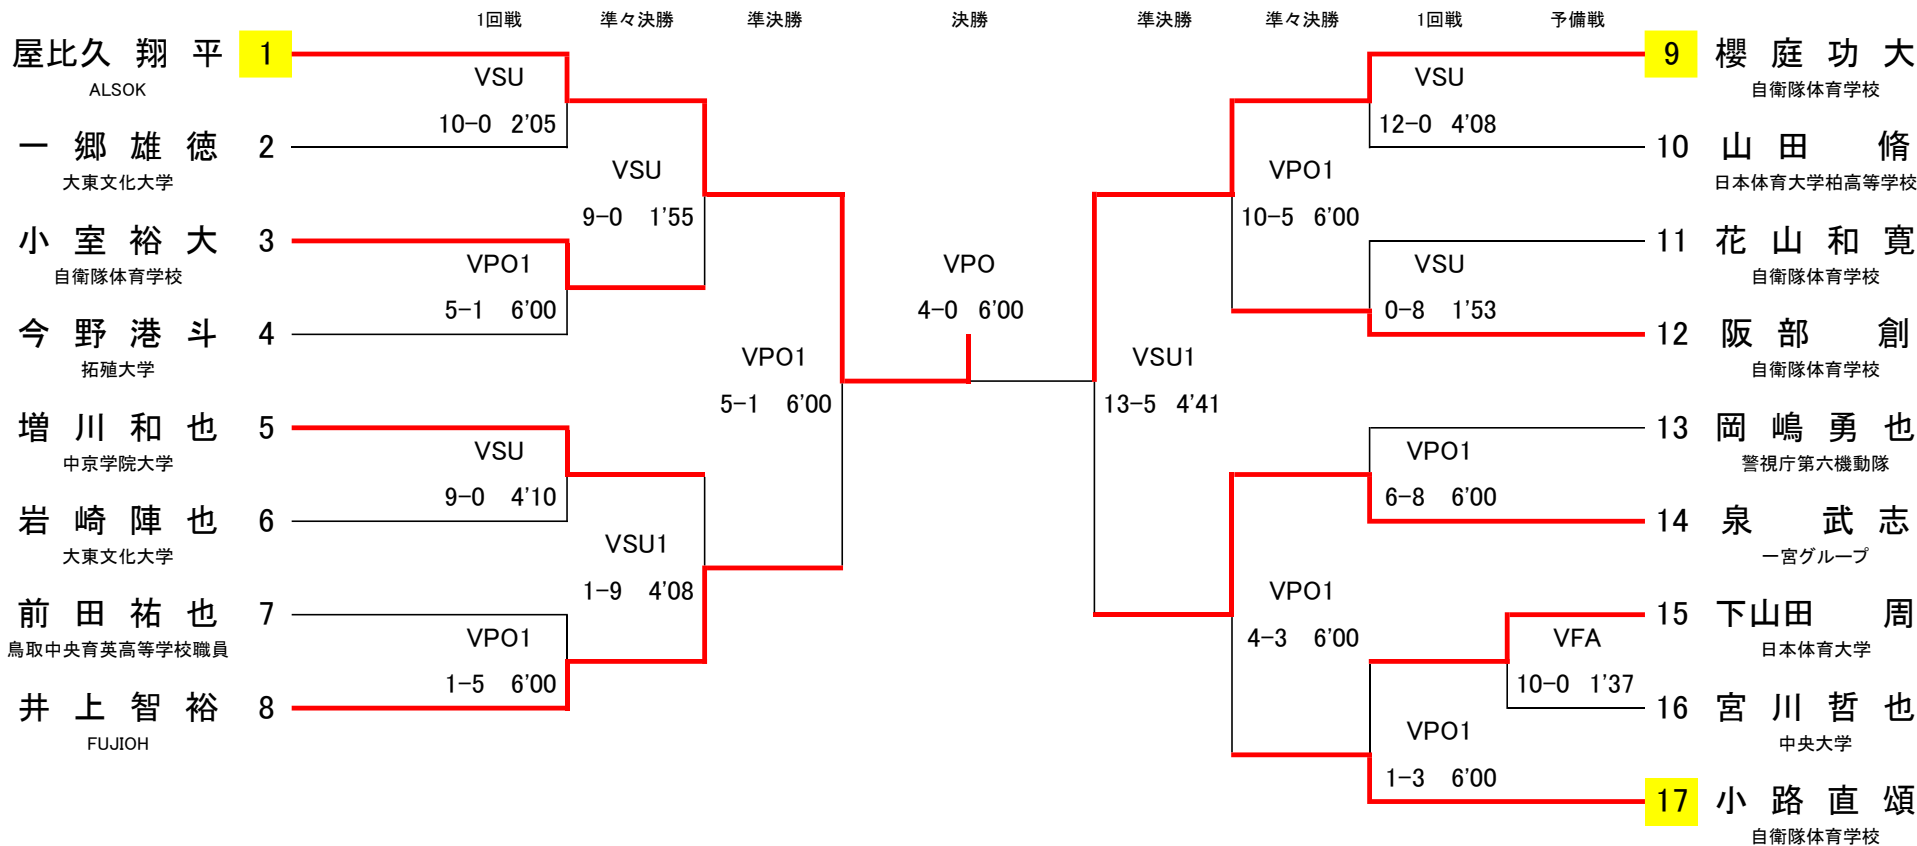 1回戦 準々決勝 準決勝 決勝 準決勝 準々決勝 1回戦 予備戦
屋比久 翔 平 1
ALSOK
VSU
10-0 2'05
一 郷 雄 徳 2
大東文化大学
VSU
9-0 1'55
小 室 裕 大 3
自衛隊体育学校
VPO1
5-1 6'00
今 野 港 斗 4
拓殖大学
VPO1
5-1 6'00
増 川 和 也 5
中京学院大学
VSU
9-0 4'10
岩 崎 陣 也 6
大東文化大学
VSU1
1-9 4'08
前 田 祐 也 7
鳥取中央育英高等学校職員
VPO1
1-5 6'00
井 上 智 裕 8
FUJIOH
VPO
4-0 6'00
9 櫻 庭 功 大
自衛隊体育学校
VSU
12-0 4'08
10 山 田 脩
日本体育大学柏高等学校
VPO1
10-5 6'00
11 花 山 和 寛
自衛隊体育学校
VSU
0-8 1'53
12 阪 部 創
自衛隊体育学校
VSU1
13-5 4'41
13 岡 嶋 勇 也
警視庁第六機動隊
VPO1
6-8 6'00
14 泉 武 志
一宮グループ
VPO1
4-3 6'00
15 下山田 周
日本体育大学
VFA
10-0 1'37
16 宮 川 哲 也
中央大学
VPO1
1-3 6'00
17 小 路 直 頌
自衛隊体育学校